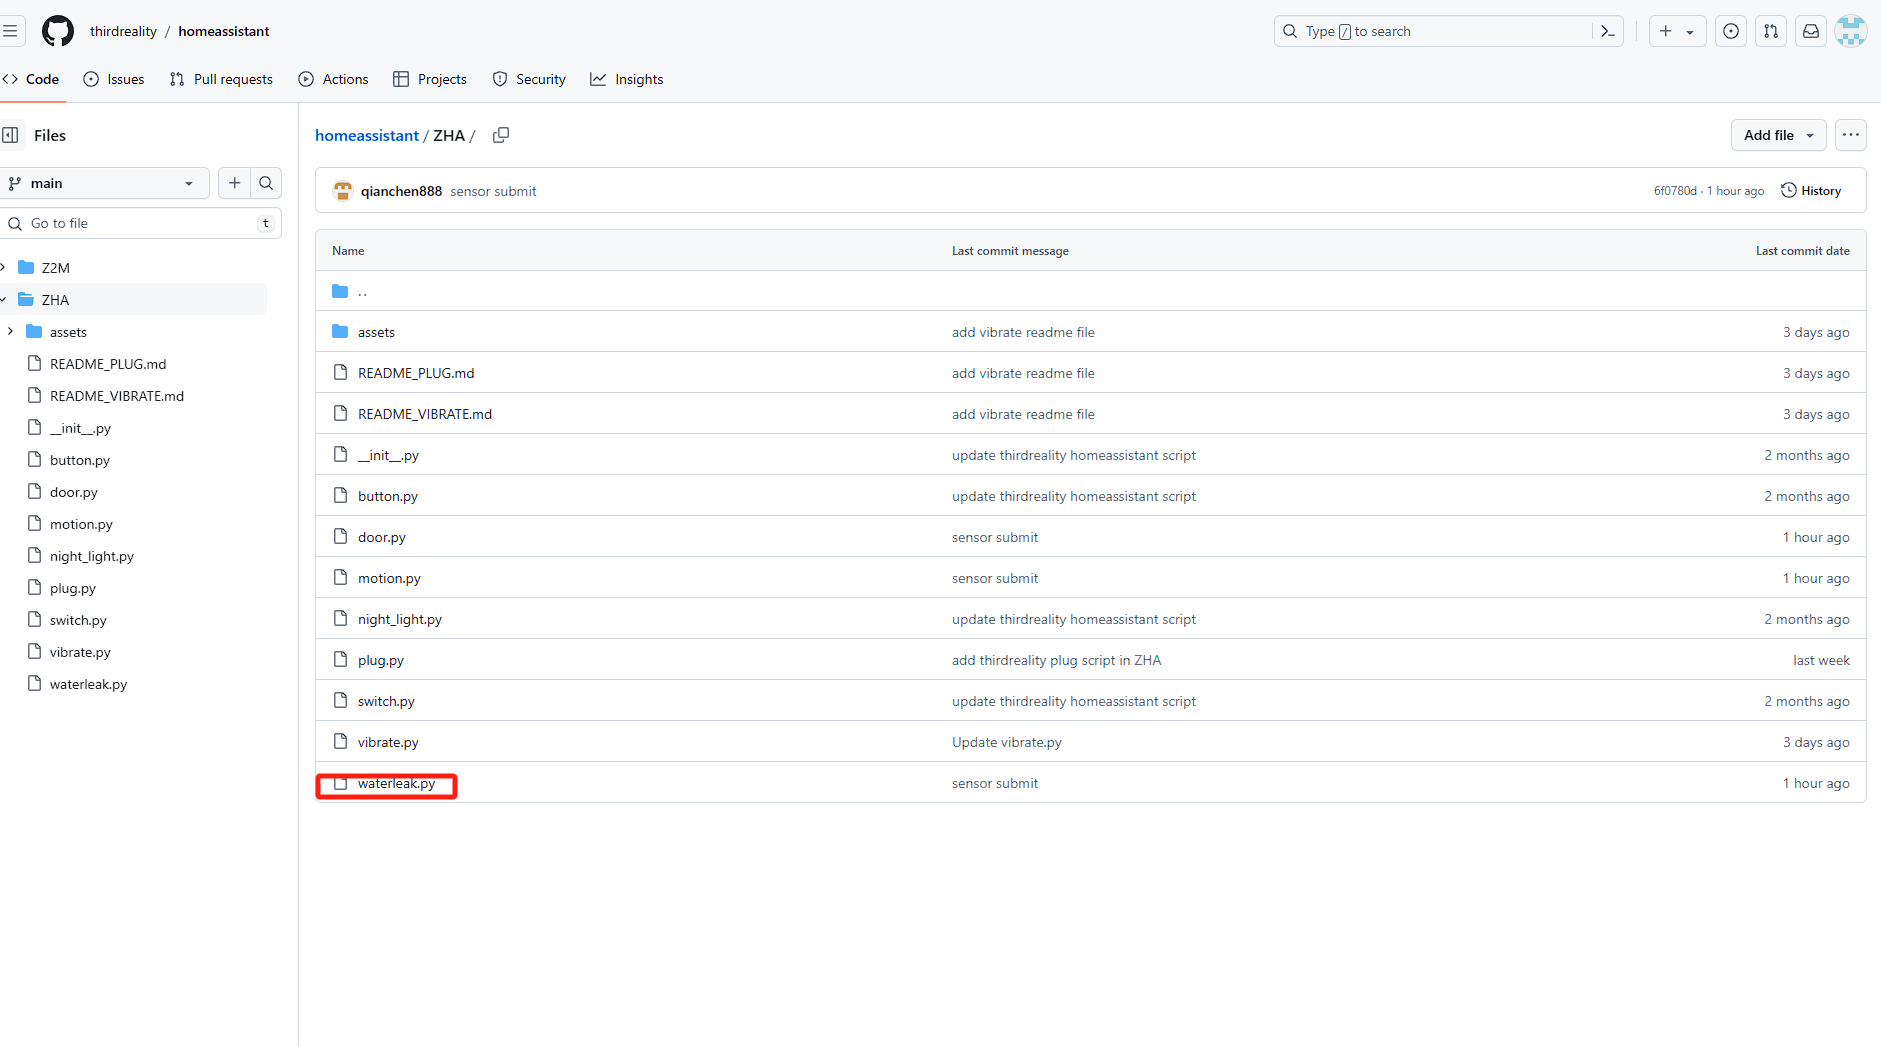 thirdreality / homeassistant
Type / to search
Code Issues Pull requests Actions Projects Security Insights
Files
main
Go to file t
Z2M
ZHA
assets
README_PLUG.md
README_VIBRATE.md
__init__.py
button.py
door.py
motion.py
night_light.py
plug.py
switch.py
vibrate.py
waterleak.py
homeassistant / ZHA /
Add file
qianchen888 sensor submit 6f0780d · 1 hour ago History
Name Last commit message Last commit date
..
assets add vibrate readme file 3 days ago
README_PLUG.md add vibrate readme file 3 days ago
README_VIBRATE.md add vibrate readme file 3 days ago
__init__.py update thirdreality homeassistant script 2 months ago
button.py update thirdreality homeassistant script 2 months ago
door.py sensor submit 1 hour ago
motion.py sensor submit 1 hour ago
night_light.py update thirdreality homeassistant script 2 months ago
plug.py add thirdreality plug script in ZHA last week
switch.py update thirdreality homeassistant script 2 months ago
vibrate.py Update vibrate.py 3 days ago
waterleak.py sensor submit 1 hour ago